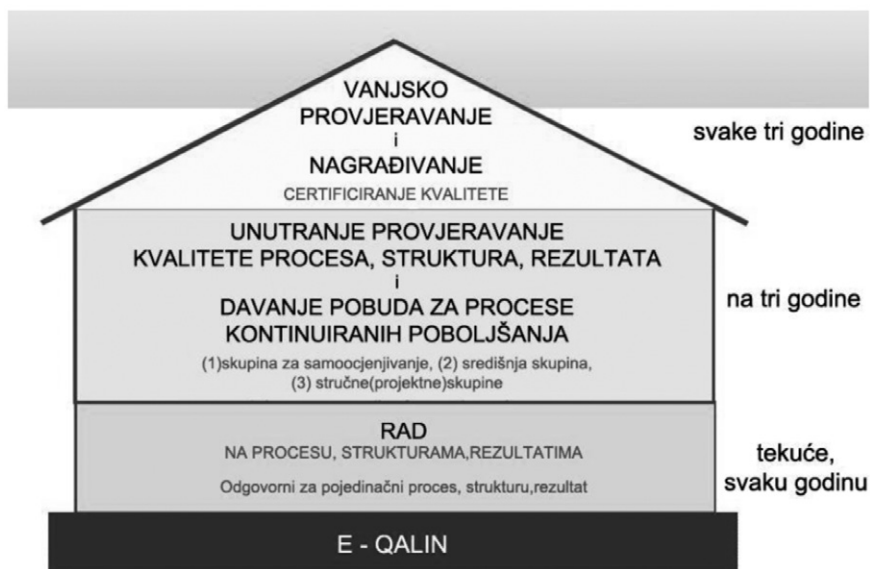 VANJSKO
PROVJERAVANJE
i
NAGRAĐIVANJE
CERTIFICIRANJE KVALITETE
svake tri godine
UNUTRANJE PROVJERAVANJE
KVALITETE PROCESA, STRUKTURA, REZULTATA
i
DAVANJE POBUDA ZA PROCESE
KONTINUIRANIH POBOLJŠANJA
(1)skupina za samoocjenjivanje, (2) središnja skupina,
(3) stručne(projektne)skupine
na tri godine
RAD
NA PROCESU, STRUKTURAMA,REZULTATIMA
Odgovorni za pojedinačni proces, strukturu,rezultat
tekuće,
svaku godinu
E - QALIN